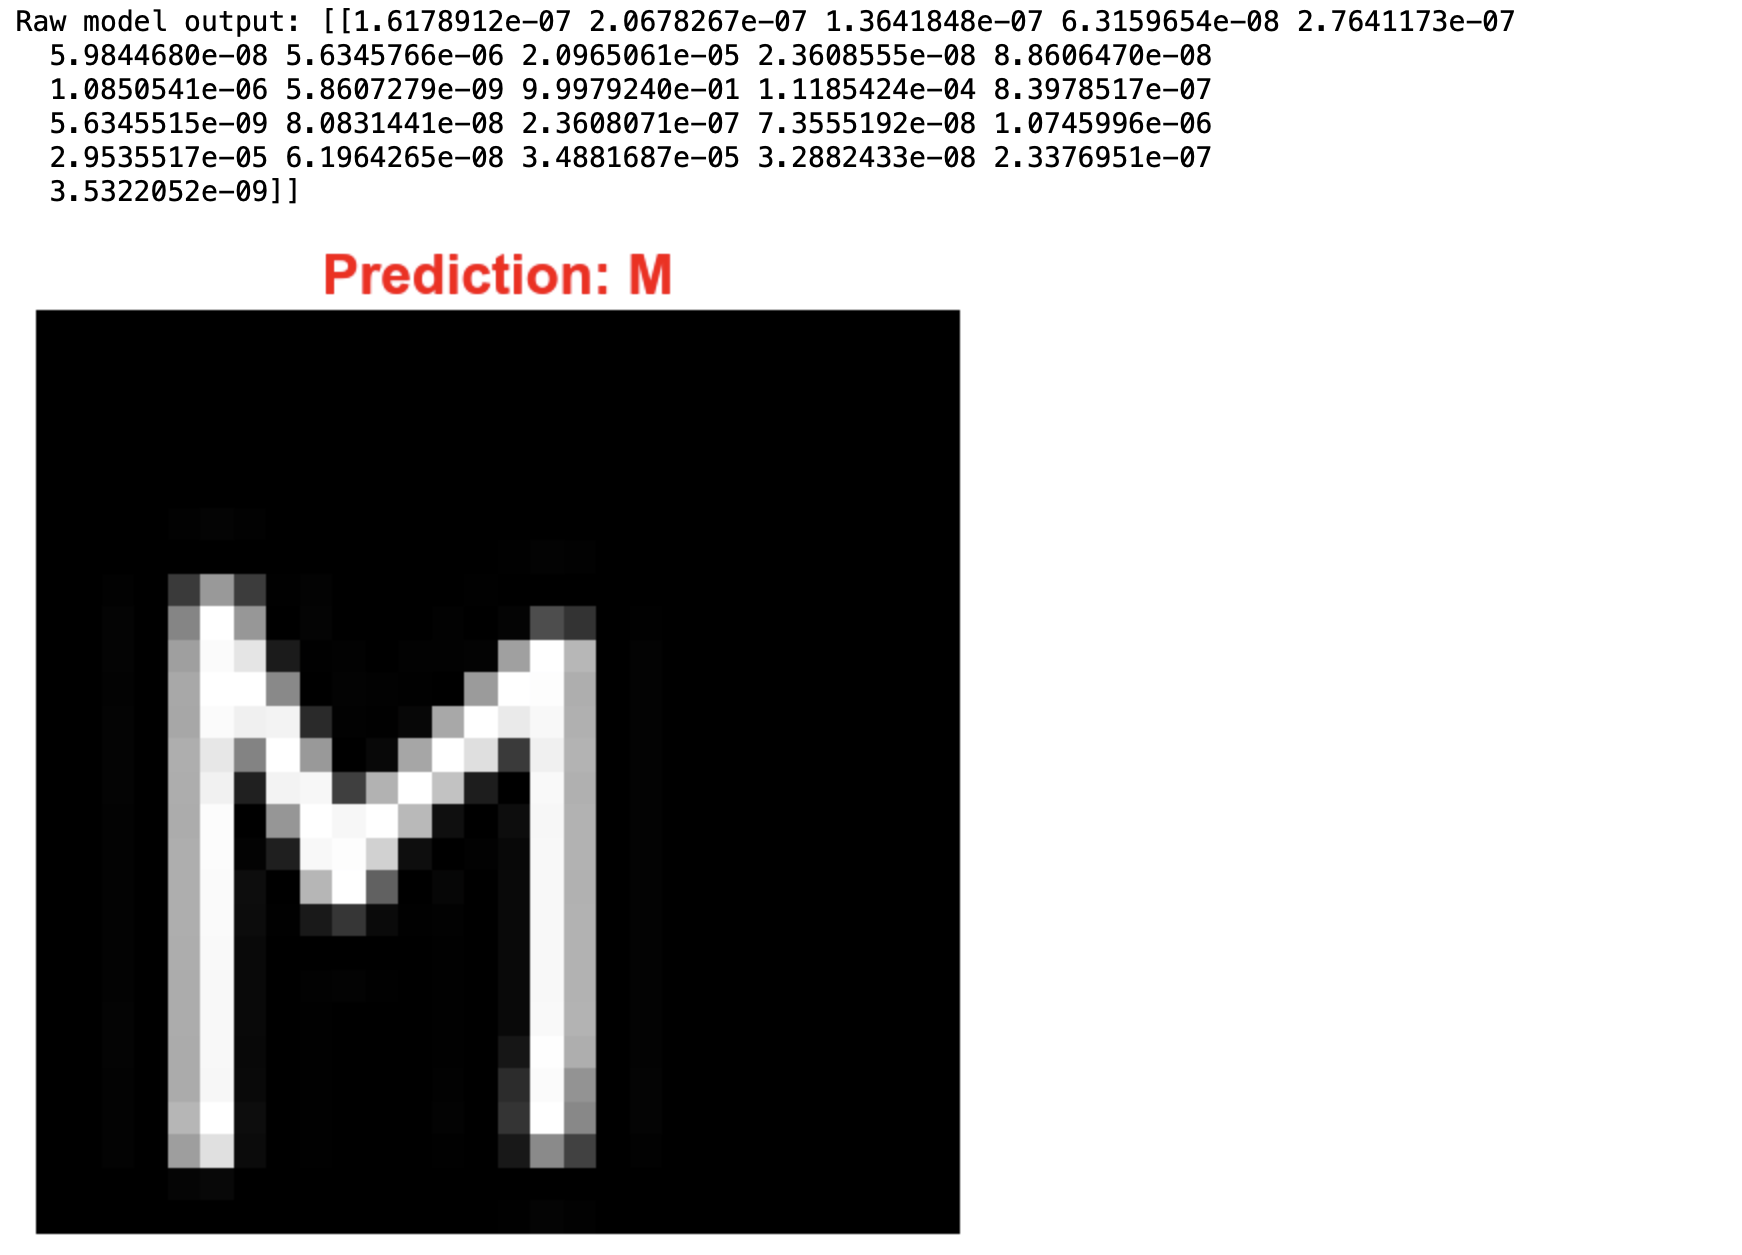 Raw model output: [[1.6178912e-07 2.0678267e-07 1.3641848e-07 6.3159654e-08 2.7641173e-07
5.9844680e-08 5.6345766e-06 2.0965061e-05 2.3608555e-08 8.8606470e-08
1.0850541e-06 5.8607279e-09 9.9979240e-01 1.1185424e-04 8.3978517e-07
5.6345515e-09 8.0831441e-08 2.3608071e-07 7.3555192e-08 1.0745996e-06
2.9535517e-05 6.1964265e-08 3.4881687e-05 3.2882433e-08 2.3376951e-07
3.5322052e-09]]
Prediction: M
M